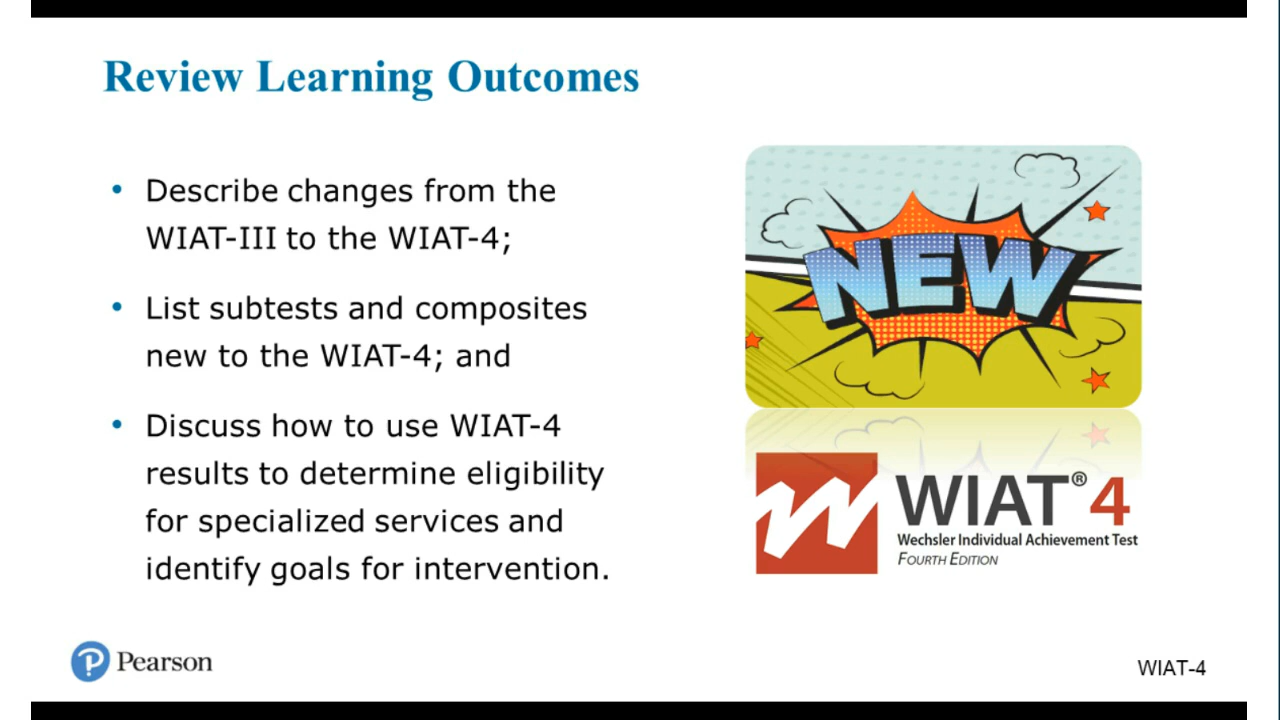 Review Learning Outcomes
• Describe changes from the
WIAT-III to the WIAT-4;
• List subtests and composites
new to the WIAT-4; and
• Discuss how to use WIAT-4
results to determine eligibility
for specialized services and
identify goals for intervention.
NEW
WIAT® 4
Wechsler Individual Achievement Test
FOURTH EDITION
Pearson
WIAT-4